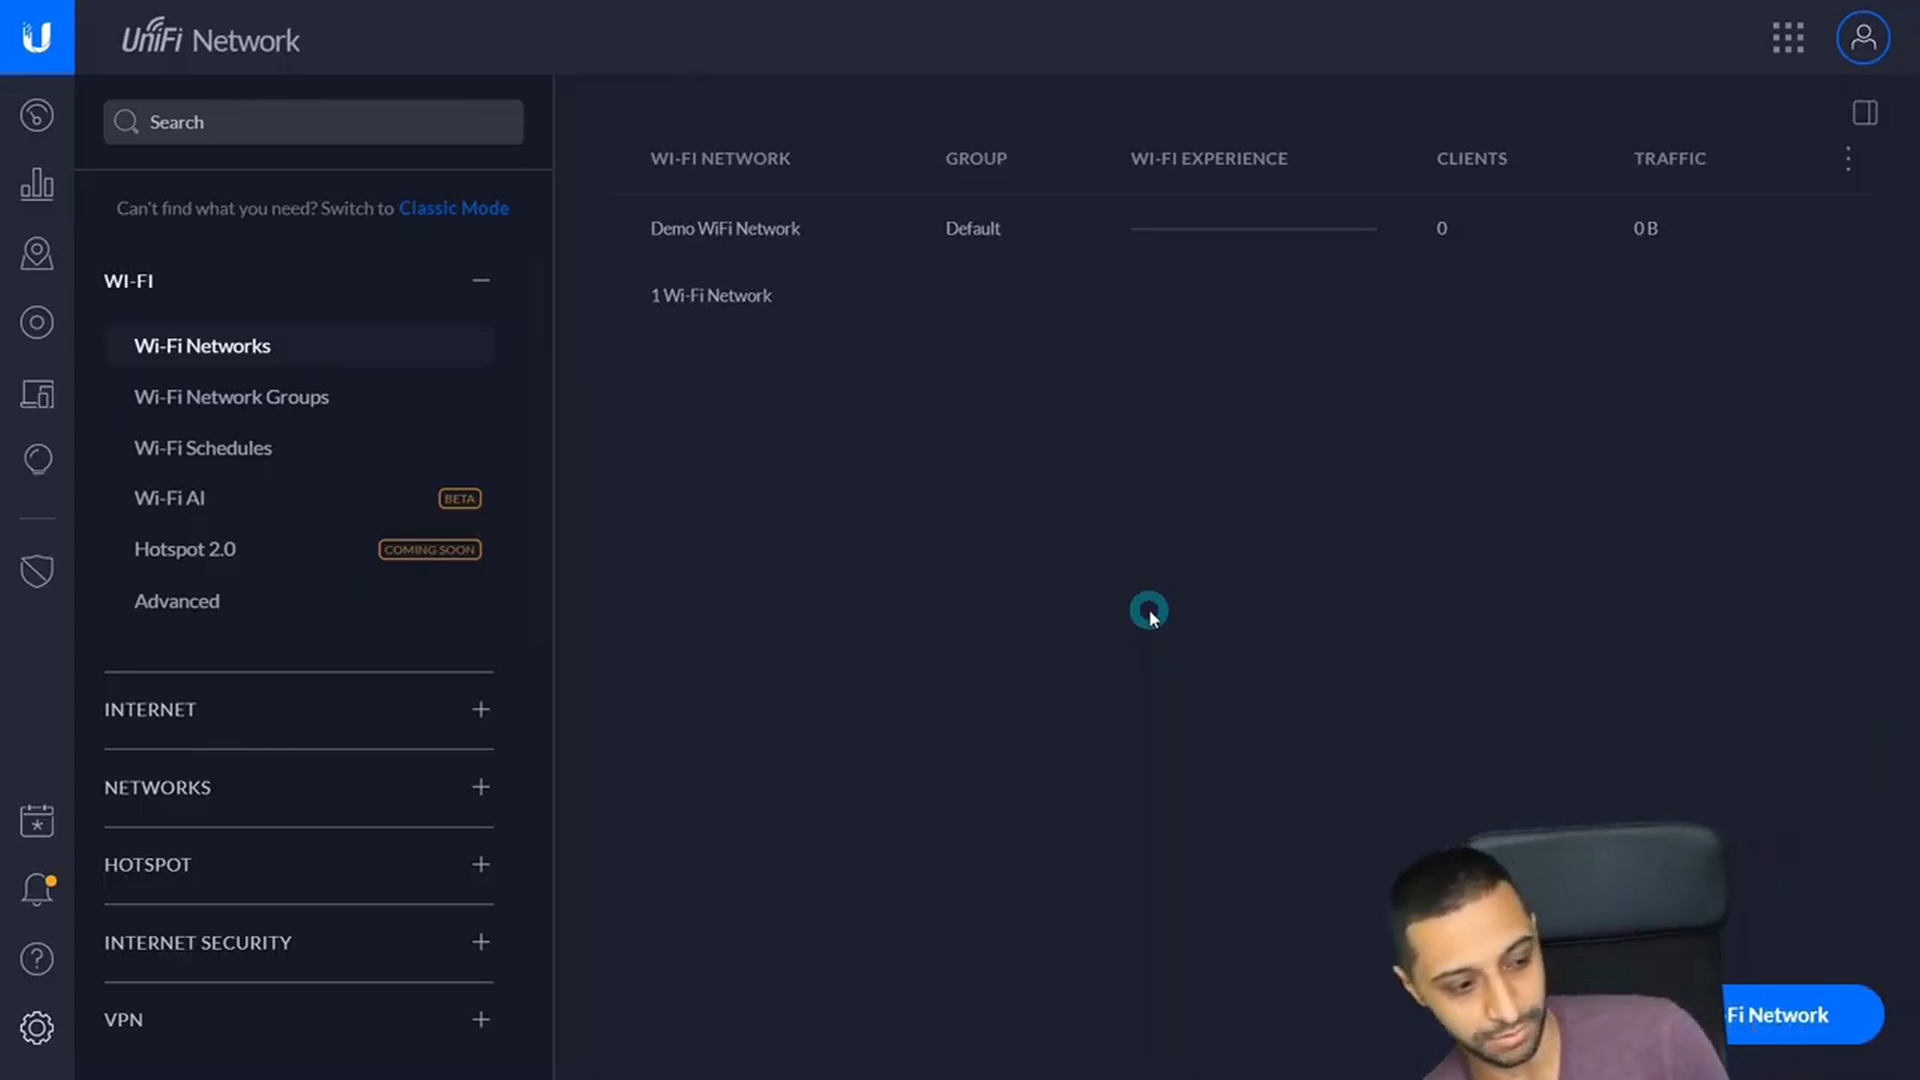 UniFi Network
Search
Can't find what you need? Switch to Classic Mode
WI-FI
Wi-Fi Networks
Wi-Fi Network Groups
Wi-Fi Schedules
Wi-Fi AI BETA
Hotspot 2.0 COMING SOON
Advanced
INTERNET
NETWORKS
HOTSPOT
INTERNET SECURITY
VPN
WI-FI NETWORK GROUP WI-FI EXPERIENCE CLIENTS TRAFFIC
Demo WiFi Network Default 0 0 B
1 Wi-Fi Network
Fi Network